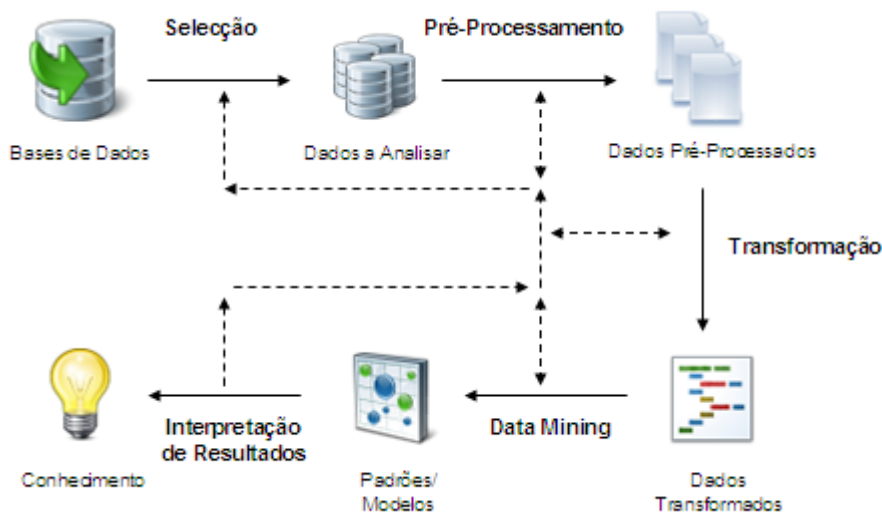 Selecção
Pré-Processamento
Bases de Dados
Dados a Analisar
Dados Pré-Processados
Transformação
Interpretação
de Resultados
Data Mining
Conhecimento
Padrões/
Modelos
Dados
Transformados